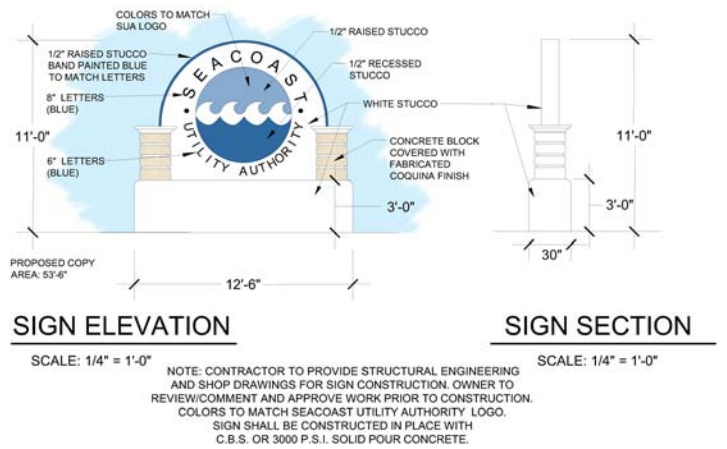 COLORS TO MATCH
SUA LOGO
1/2" RAISED STUCCO
1/2" RAISED STUCCO
BAND PAINTED BLUE
TO MATCH LETTERS
1/2" RECESSED
STUCCO
8" LETTERS
(BLUE)
WHITE STUCCO
SEACOAST
UTILITY AUTHORITY
11'-0"
11'-0"
6" LETTERS
(BLUE)
CONCRETE BLOCK
COVERED WITH
FABRICATED
COQUINA FINISH
3'-0"
3'-0"
30"
PROPOSED COPY
AREA: 53'-6"
12'-6"
SIGN ELEVATION
SCALE: 1/4" = 1'-0"
SIGN SECTION
SCALE: 1/4" = 1'-0"
NOTE: CONTRACTOR TO PROVIDE STRUCTURAL ENGINEERING
AND SHOP DRAWINGS FOR SIGN CONSTRUCTION. OWNER TO
REVIEW/COMMENT AND APPROVE WORK PRIOR TO CONSTRUCTION.
COLORS TO MATCH SEACOAST UTILITY AUTHORITY LOGO.
SIGN SHALL BE CONSTRUCTED IN PLACE WITH
C.B.S. OR 3000 P.S.I. SOLID POUR CONCRETE.